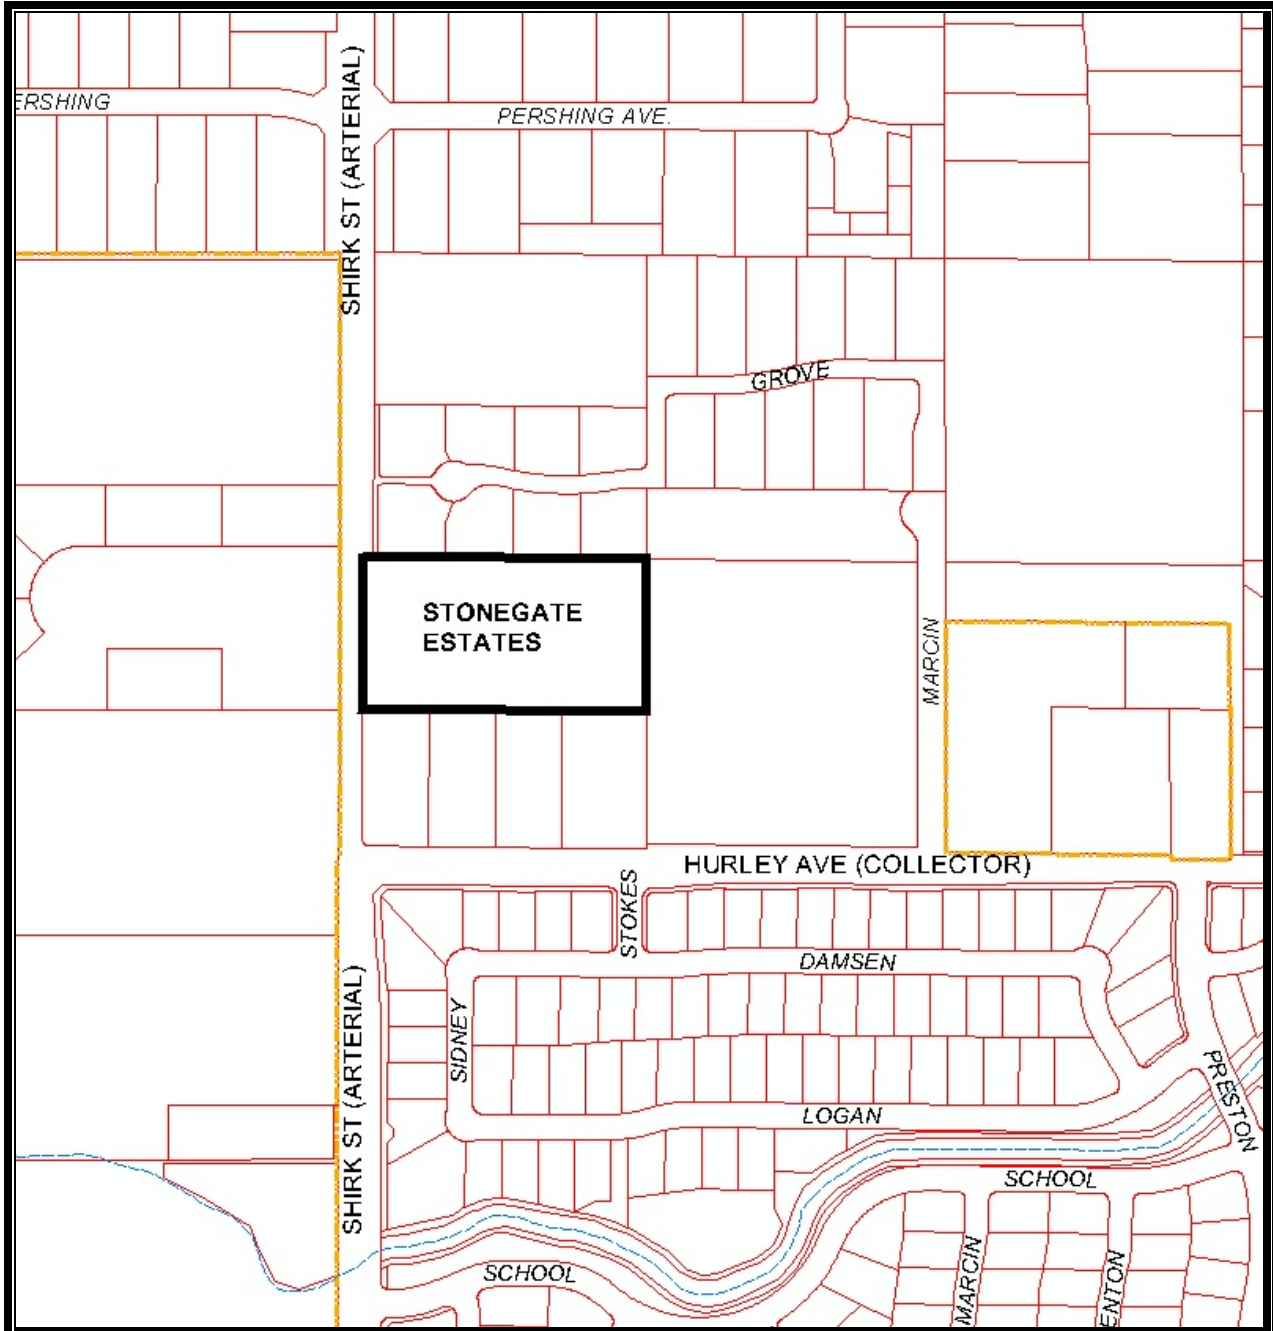 ERSHING
PERSHING AVE.
SHIRK ST (ARTERIAL)
GROVE
STONEGATE
ESTATES
MARCIN
HURLEY AVE (COLLECTOR)
STOKES
DAMSEN
SIDNEY
SHIRK ST (ARTERIAL)
LOGAN
PRESTON
SCHOOL
SCHOOL
MARCIN
ENTON